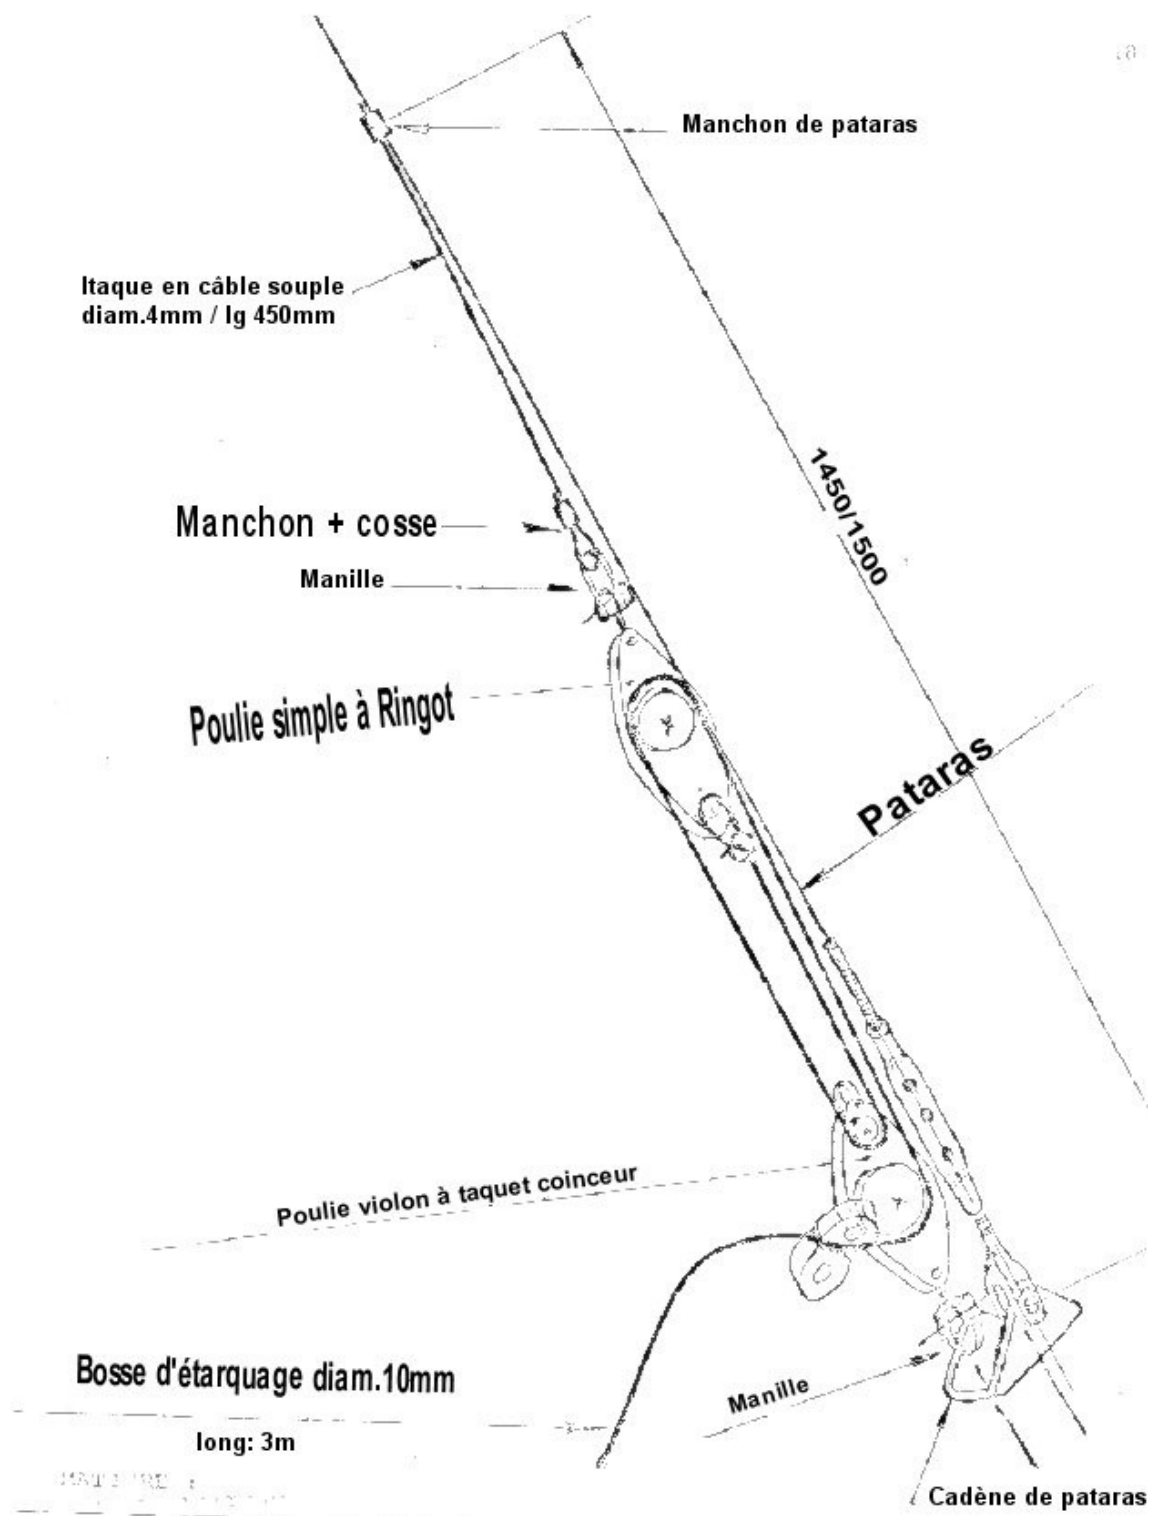 Manchon de pataras
Itaque en câble souple
diam.4mm / lg 450mm
1450/1500
Manchon + cosse
Manille
Poulie simple à Ringot
Pataras
Poulie violon à taquet coinceur
Bosse d'étarquage diam.10mm
long: 3m
Manille
Cadène de pataras